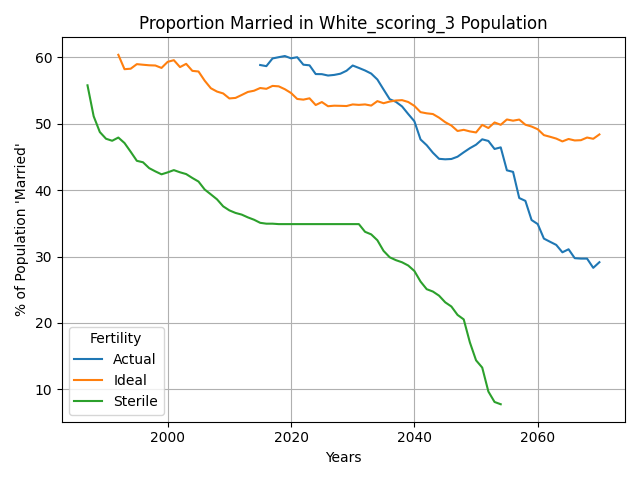 Proportion Married in White_scoring_3 Population
% of Population 'Married'
60
50
40
30
20
10
Fertility
Actual
Ideal
Sterile
2000 2020 2040 2060
Years